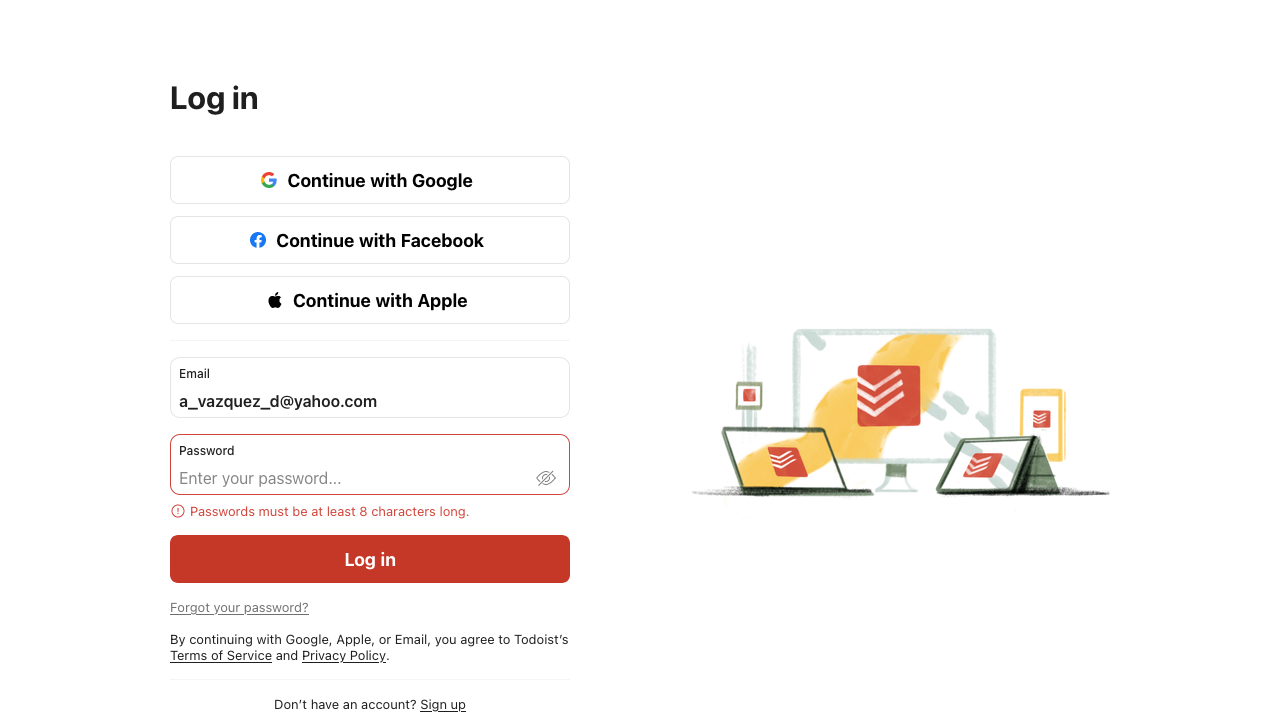 Log in
Continue with Google
Continue with Facebook
Continue with Apple
Email
a_vazquez_d@yahoo.com
Password
Enter your password...
Passwords must be at least 8 characters long.
Log in
Forgot your password?
By continuing with Google, Apple, or Email, you agree to Todoist's
Terms of Service and Privacy Policy.
Don't have an account? Sign up